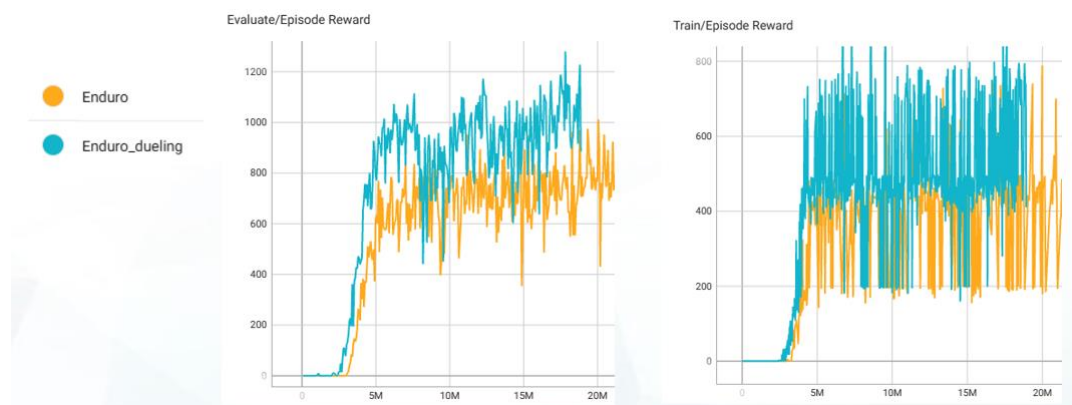 Evaluate/Episode Reward
Train/Episode Reward
Enduro
Enduro_dueling
1200
1000
800
600
400
200
0
0
5M
10M
15M
20M
800
600
400
200
0
0
5M
10M
15M
20M